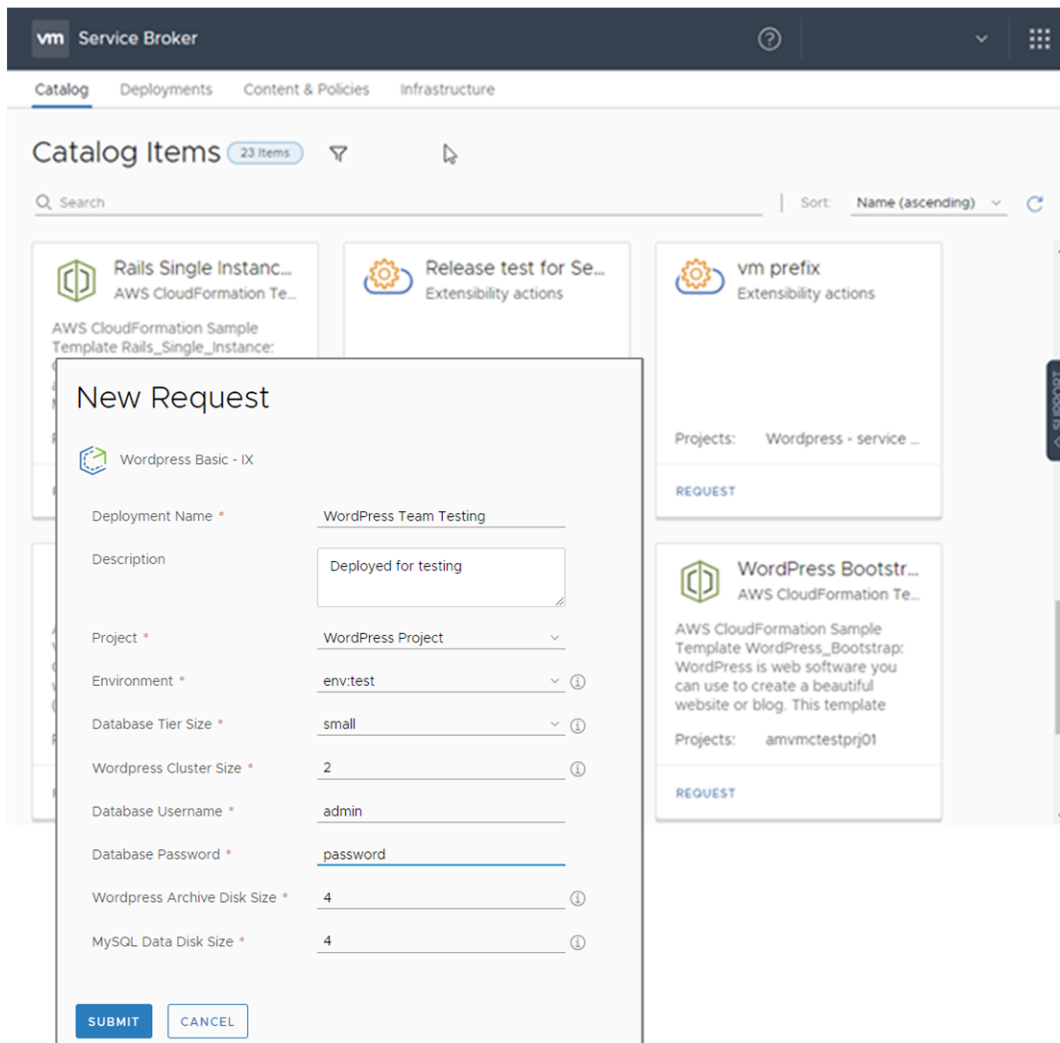 vm Service Broker
Catalog Deployments Content & Policies Infrastructure
Catalog Items 23 Items
Search Sort: Name (ascending)
Rails Single Instanc...
AWS CloudFormation Te...
AWS CloudFormation Sample
Template Rails_Single_Instance:
Release test for Se...
Extensibility actions
vm prefix
Extensibility actions
Projects: Wordpress - service ...
REQUEST
SUPPORT
WordPress Bootstr...
AWS CloudFormation Te...
AWS CloudFormation Sample
Template WordPress_Bootstrap:
WordPress is web software you
can use to create a beautiful
website or blog. This template
Projects: amvmctestprj01
REQUEST
New Request
Wordpress Basic - IX
Deployment Name * WordPress Team Testing
Description Deployed for testing
Project * WordPress Project
Environment * env:test
Database Tier Size * small
Wordpress Cluster Size * 2
Database Username * admin
Database Password * password
Wordpress Archive Disk Size * 4
MySQL Data Disk Size * 4
SUBMIT CANCEL